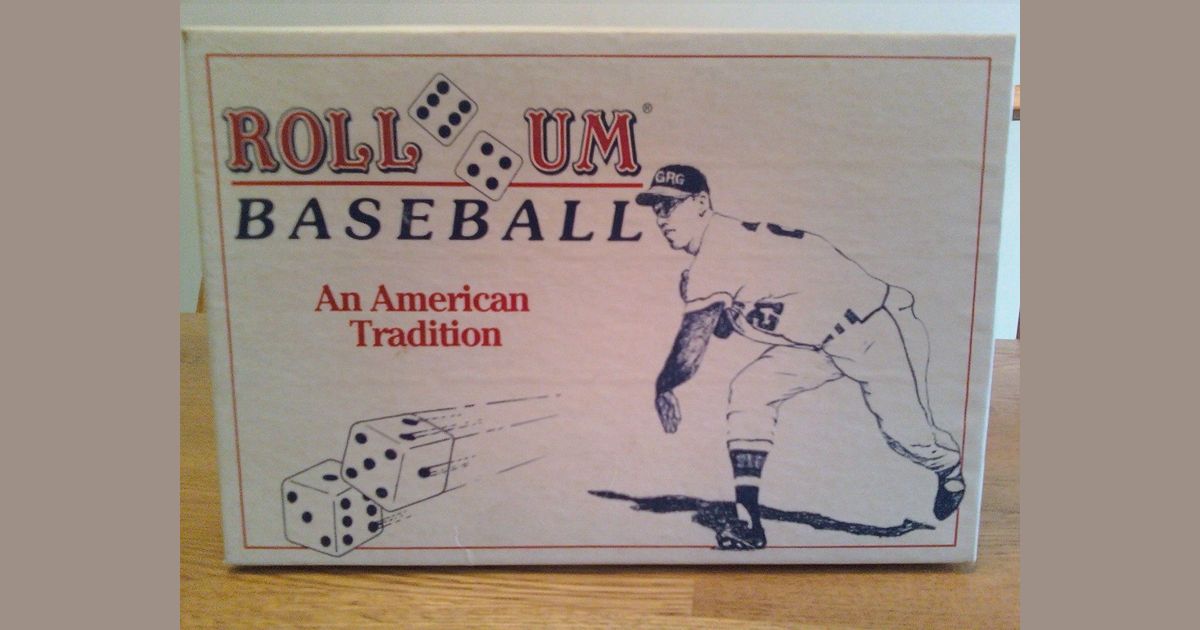 ROLL UM®
BASEBALL
An American
Tradition
GRG